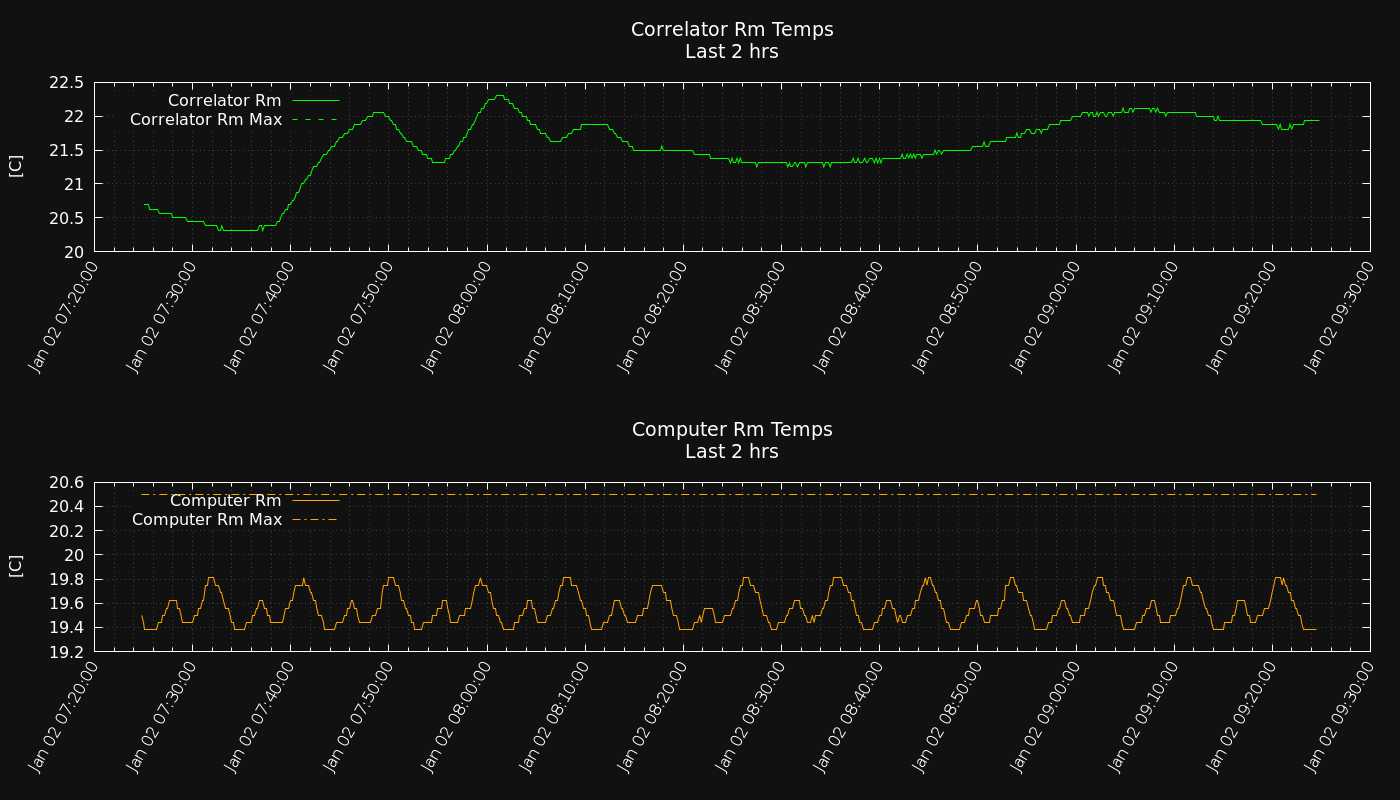 Correlator Rm Temps
Last 2 hrs
22.5
22
21.5
21
20.5
20
[C]
Correlator Rm
Correlator Rm Max
Jan 02 07:20:00
Jan 02 07:30:00
Jan 02 07:40:00
Jan 02 07:50:00
Jan 02 08:00:00
Jan 02 08:10:00
Jan 02 08:20:00
Jan 02 08:30:00
Jan 02 08:40:00
Jan 02 08:50:00
Jan 02 09:00:00
Jan 02 09:10:00
Jan 02 09:20:00
Jan 02 09:30:00
Computer Rm Temps
Last 2 hrs
20.6
20.4
20.2
20
19.8
19.6
19.4
19.2
[C]
Computer Rm
Computer Rm Max
Jan 02 07:20:00
Jan 02 07:30:00
Jan 02 07:40:00
Jan 02 07:50:00
Jan 02 08:00:00
Jan 02 08:10:00
Jan 02 08:20:00
Jan 02 08:30:00
Jan 02 08:40:00
Jan 02 08:50:00
Jan 02 09:00:00
Jan 02 09:10:00
Jan 02 09:20:00
Jan 02 09:30:00